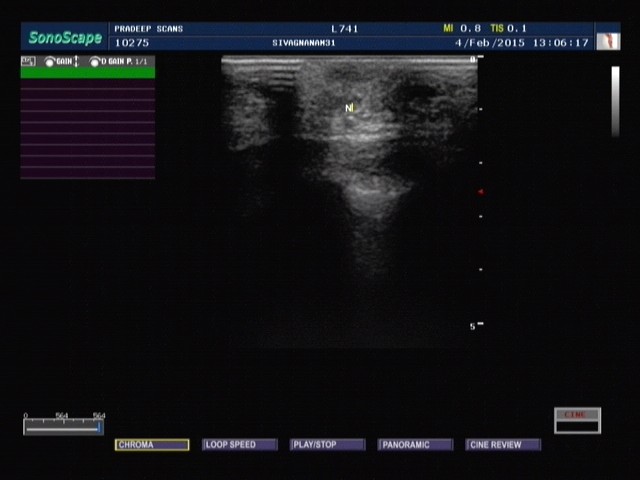 SonoScape
PRADEEP SCANS
L741
MI 0.8 TIS 0.1
10275
SIVAGNANAM31
4/Feb/2015 13:06:17
GAIN
D GAIN P. 1/1
0
N
5
0 564 564
CINE
CHROMA
LOOP SPEED
PLAY/STOP
PANORAMIC
CINE REVIEW